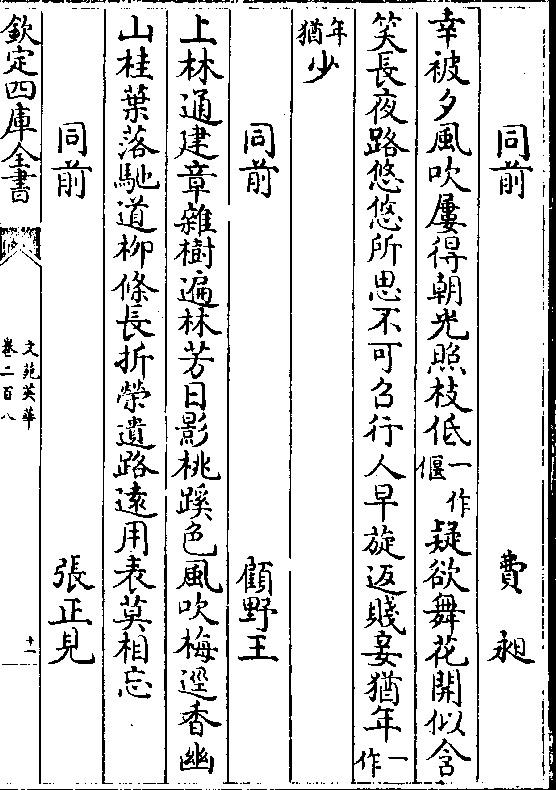 同前　費昶
幸被夕風吹屢得朝光照枝低一作偃疑欲舞花開似含
笑長夜路悠悠所思不可召行人早旋返賤妾猶年一作
年猶少
同前　顧野王
上林通建章雜樹遍林芳日影桃蹊色風吹梅逕香幽
山桂葉落馳道柳條長折榮遺路遠用表莫相忘
同前　張正見
欽定四庫全書
文苑英華
卷二百八
十一